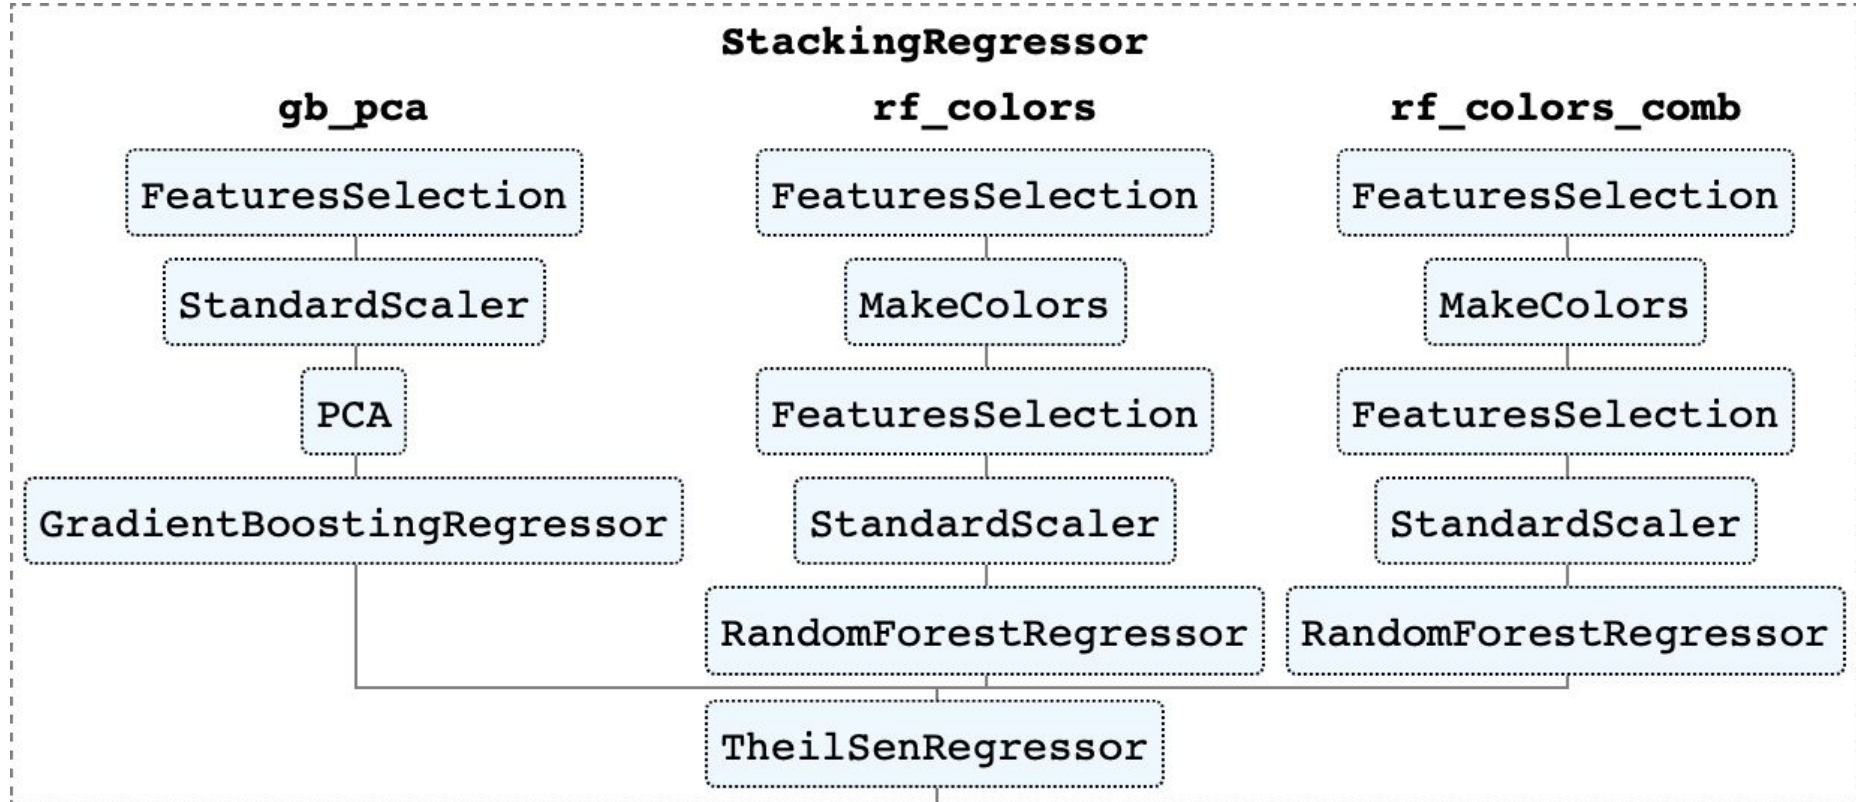 StackingRegressor
gb_pca
rf_colors
rf_colors_comb
FeaturesSelection
FeaturesSelection
FeaturesSelection
StandardScaler
MakeColors
MakeColors
PCA
FeaturesSelection
FeaturesSelection
GradientBoostingRegressor
StandardScaler
StandardScaler
RandomForestRegressor
RandomForestRegressor
TheilSenRegressor